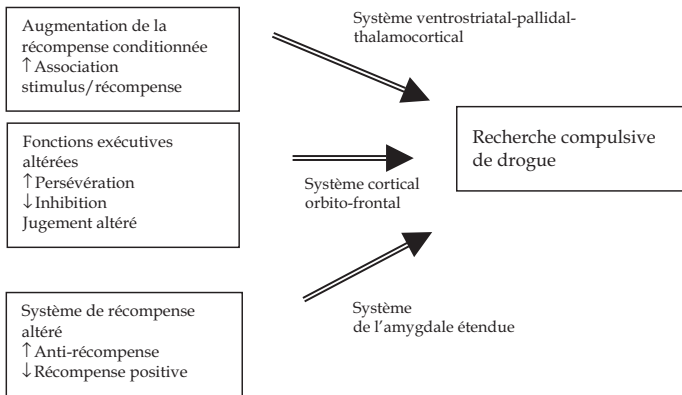 Augmentation de la
récompense conditionnée
↑ Association
stimulus/récompense
Système ventrostriatal-pallidal-
thalamocortical
Fonctions exécutives
altérées
↑ Persévération
↓ Inhibition
Jugement altéré
Système cortical
orbito-frontal
Recherche compulsive
de drogue
Système de récompense
altéré
↑ Anti-récompense
↓ Récompense positive
Système
de l'amygdale étendue